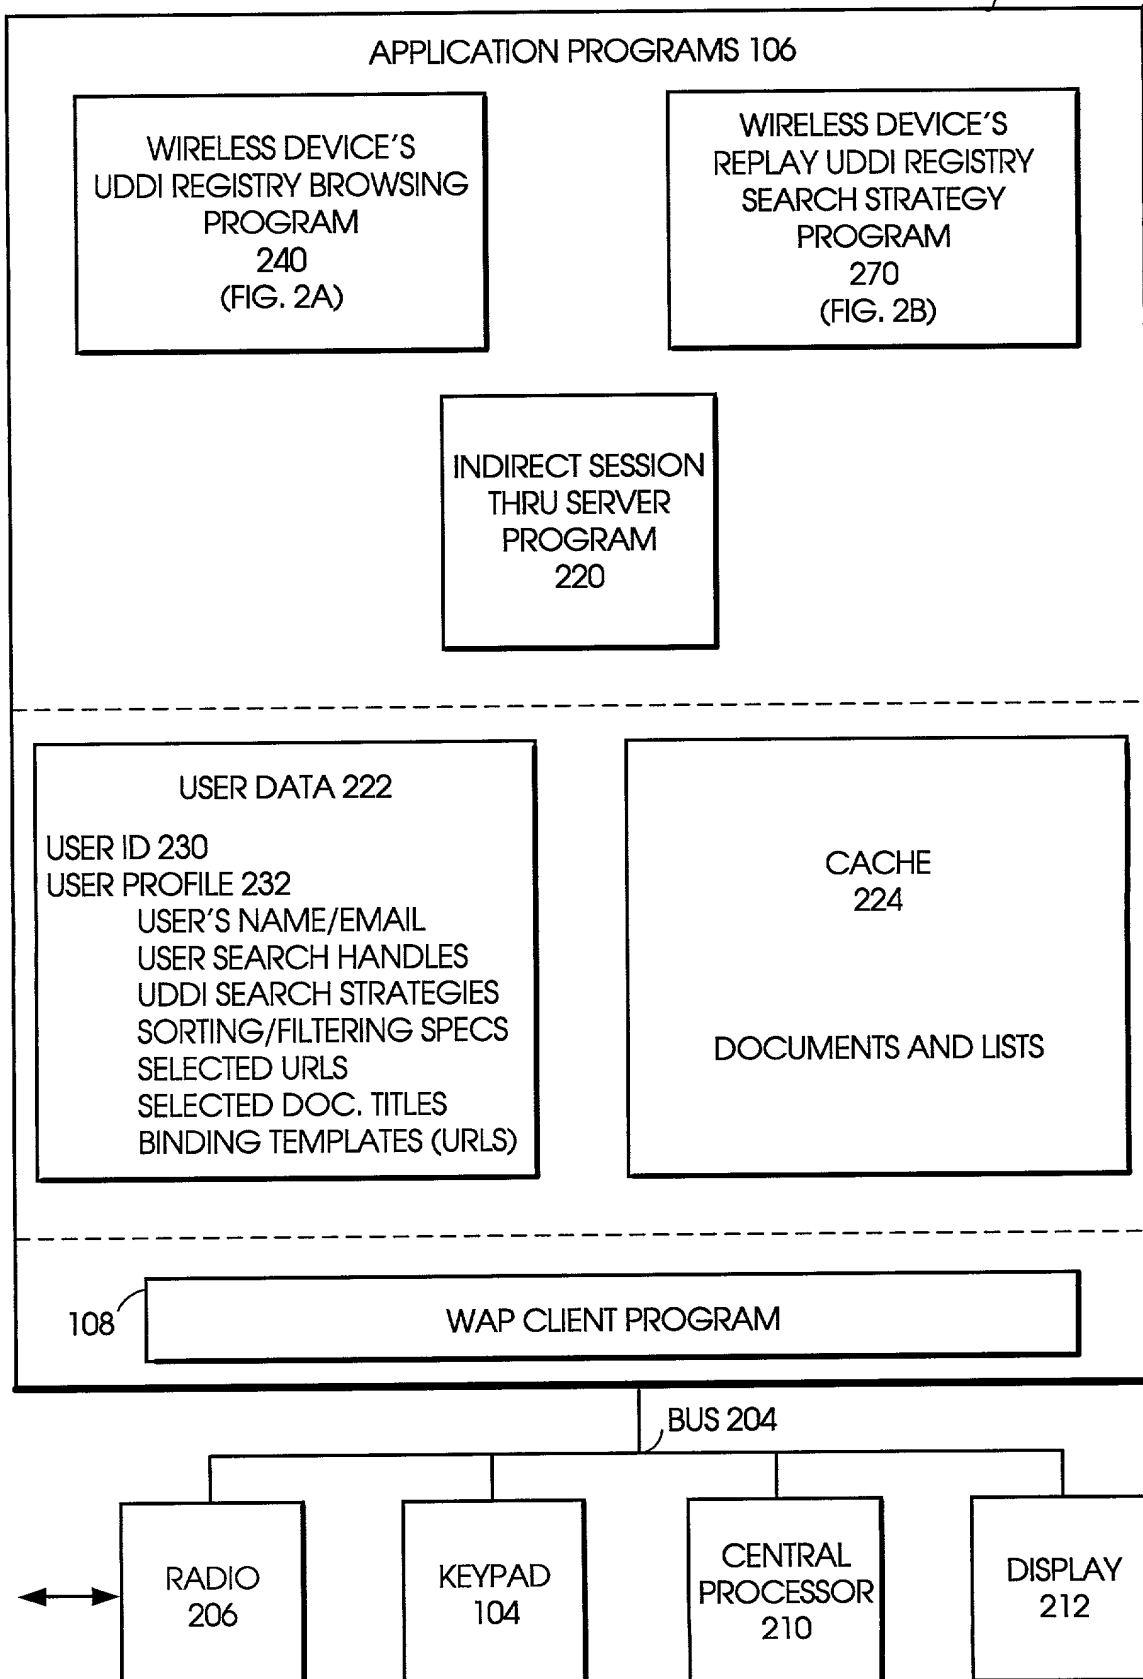 APPLICATION PROGRAMS 106
WIRELESS DEVICE'S
UDDI REGISTRY BROWSING
PROGRAM
240
(FIG. 2A)
WIRELESS DEVICE'S
REPLAY UDDI REGISTRY
SEARCH STRATEGY
PROGRAM
270
(FIG. 2B)
INDIRECT SESSION
THRU SERVER
PROGRAM
220
USER DATA 222
USER ID 230
USER PROFILE 232
USER'S NAME/EMAIL
USER SEARCH HANDLES
UDDI SEARCH STRATEGIES
SORTING/FILTERING SPECS
SELECTED URLS
SELECTED DOC. TITLES
BINDING TEMPLATES (URLS)
CACHE
224
DOCUMENTS AND LISTS
108
WAP CLIENT PROGRAM
BUS 204
RADIO
206
KEYPAD
104
CENTRAL
PROCESSOR
210
DISPLAY
212